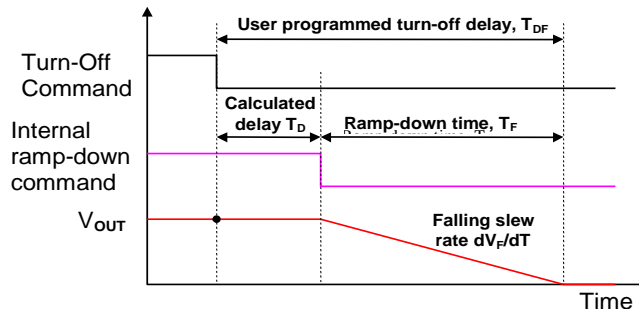 User programmed turn-off delay, TDF
Turn-Off
Command
Calculated
delay TD
Ramp-down time, TF
Internal
ramp-down
command
VOUT
Falling slew
rate dVF/dT
Time